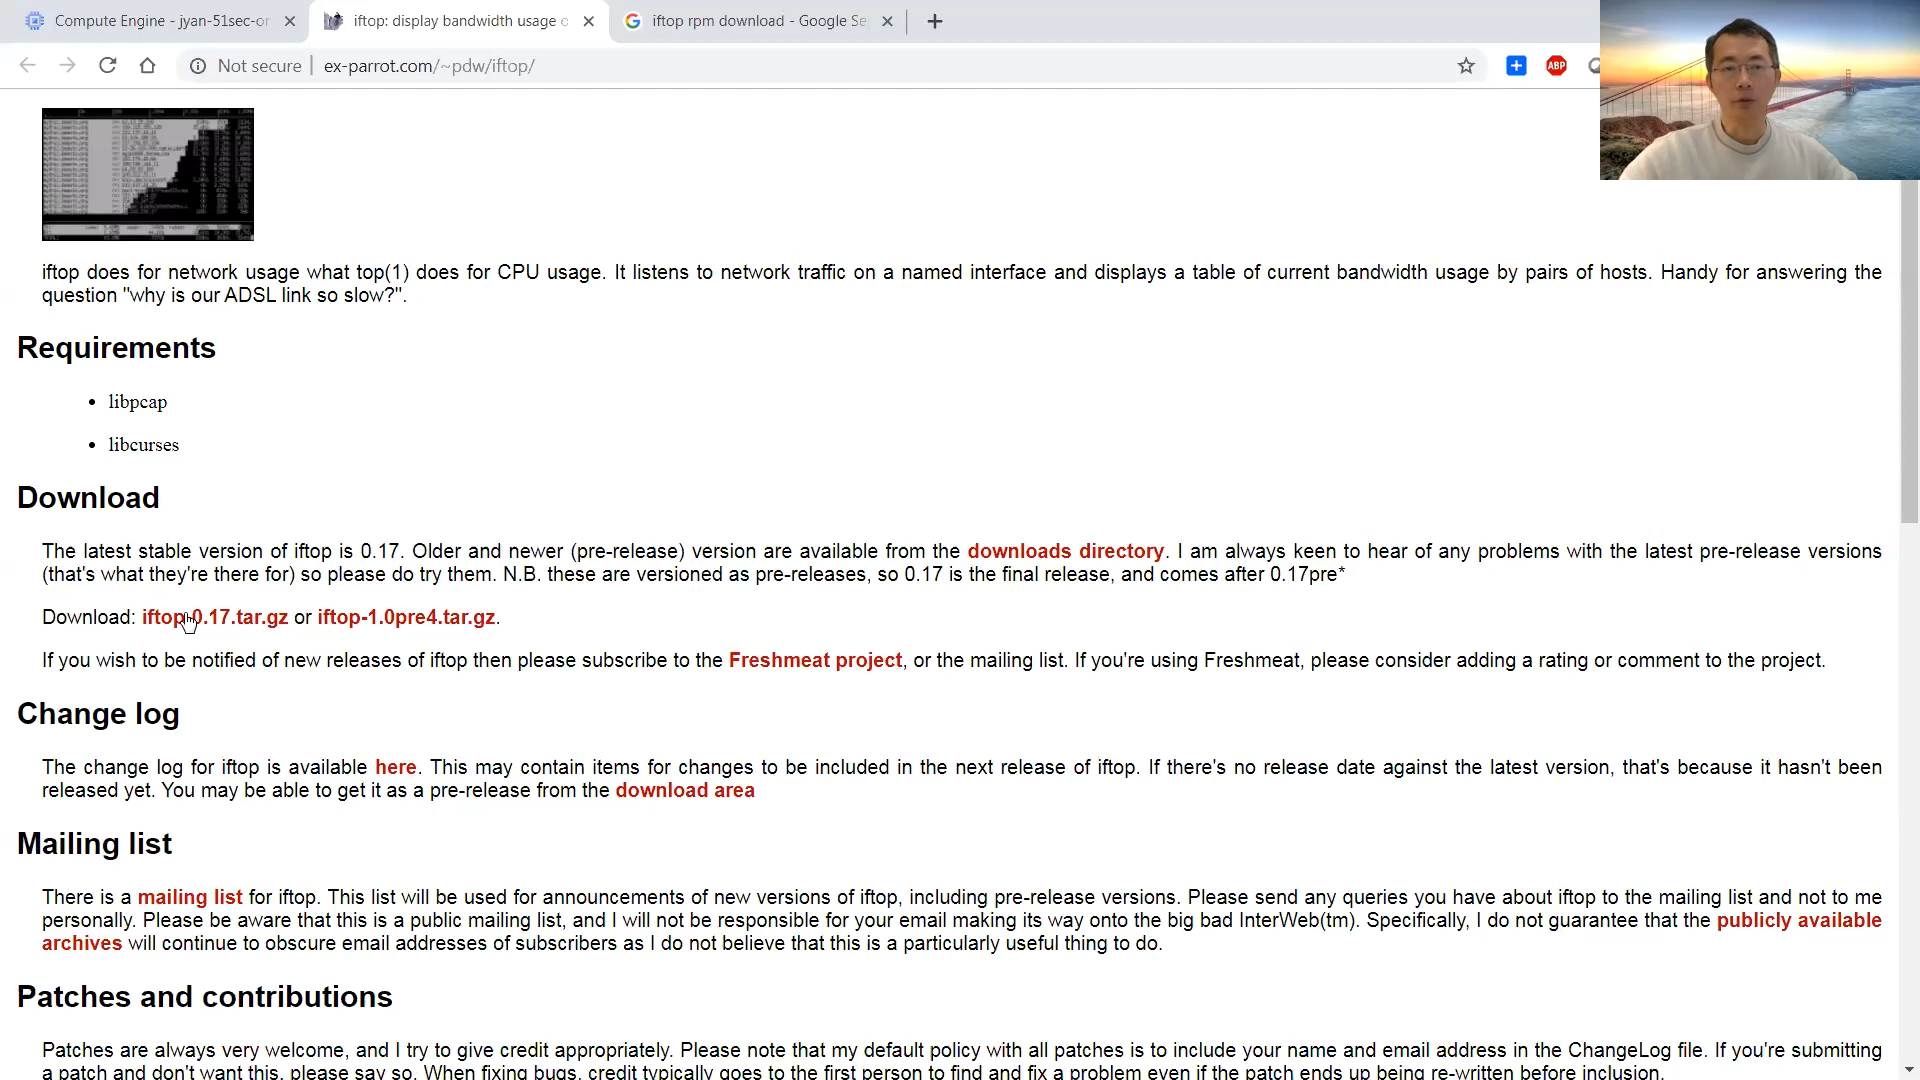 Compute Engine - jyan-51sec-or
iftop: display bandwidth usage o
iftop rpm download - Google Se
Not secure
ex-parrot.com/~pdw/iftop/
ABP
iftop does for network usage what top(1) does for CPU usage. It listens to network traffic on a named interface and displays a table of current bandwidth usage by pairs of hosts. Handy for answering the
question "why is our ADSL link so slow?".
Requirements
• libpcap
• libcurses
Download
The latest stable version of iftop is 0.17. Older and newer (pre-release) version are available from the downloads directory. I am always keen to hear of any problems with the latest pre-release versions
(that's what they're there for) so please do try them. N.B. these are versioned as pre-releases, so 0.17 is the final release, and comes after 0.17pre*
Download: iftop-0.17.tar.gz or iftop-1.0pre4.tar.gz.
If you wish to be notified of new releases of iftop then please subscribe to the Freshmeat project, or the mailing list. If you're using Freshmeat, please consider adding a rating or comment to the project.
Change log
The change log for iftop is available here. This may contain items for changes to be included in the next release of iftop. If there's no release date against the latest version, that's because it hasn't been
released yet. You may be able to get it as a pre-release from the download area
Mailing list
There is a mailing list for iftop. This list will be used for announcements of new versions of iftop, including pre-release versions. Please send any queries you have about iftop to the mailing list and not to me
personally. Please be aware that this is a public mailing list, and I will not be responsible for your email making its way onto the big bad InterWeb(tm). Specifically, I do not guarantee that the publicly available
archives will continue to obscure email addresses of subscribers as I do not believe that this is a particularly useful thing to do.
Patches and contributions
Patches are always very welcome, and I try to give credit appropriately. Please note that my default policy with all patches is to include your name and email address in the ChangeLog file. If you're submitting
a patch and don't want this, please say so. When fixing bugs, credit typically goes to the first person to find and fix a problem even if the patch ends up being re-written before inclusion.